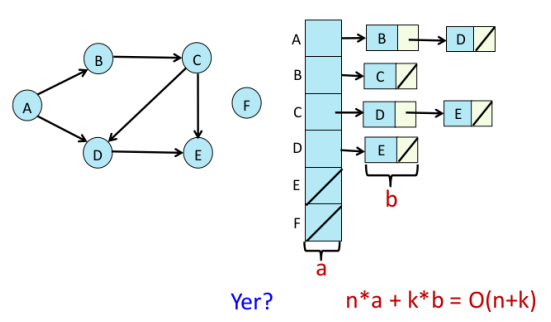 A B C D E F
A B D
B C
C D E
D E
E
F
a
b
Yer? n*a + k*b = O(n+k)